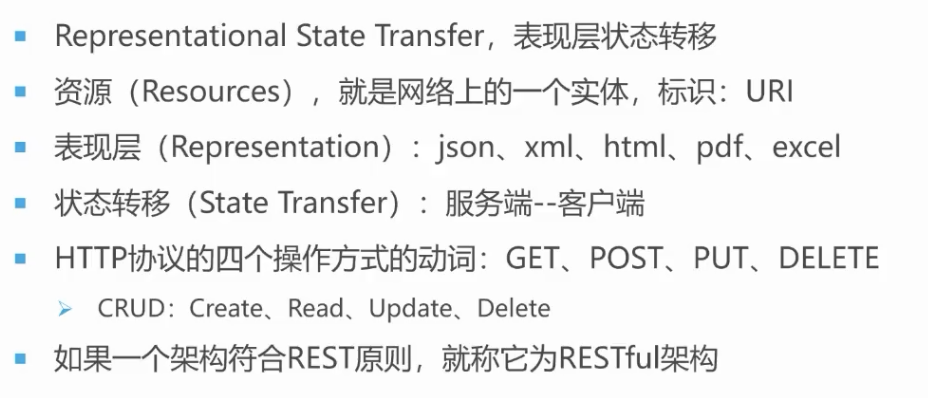 Representational State Transfer，表现层状态转移
资源（Resources），就是网络上的一个实体，标识：URI
表现层（Representation）：json、xml、html、pdf、excel
状态转移（State Transfer）：服务端--客户端
HTTP协议的四个操作方式的动词：GET、POST、PUT、DELETE
CRUD：Create、Read、Update、Delete
如果一个架构符合REST原则，就称它为RESTful架构